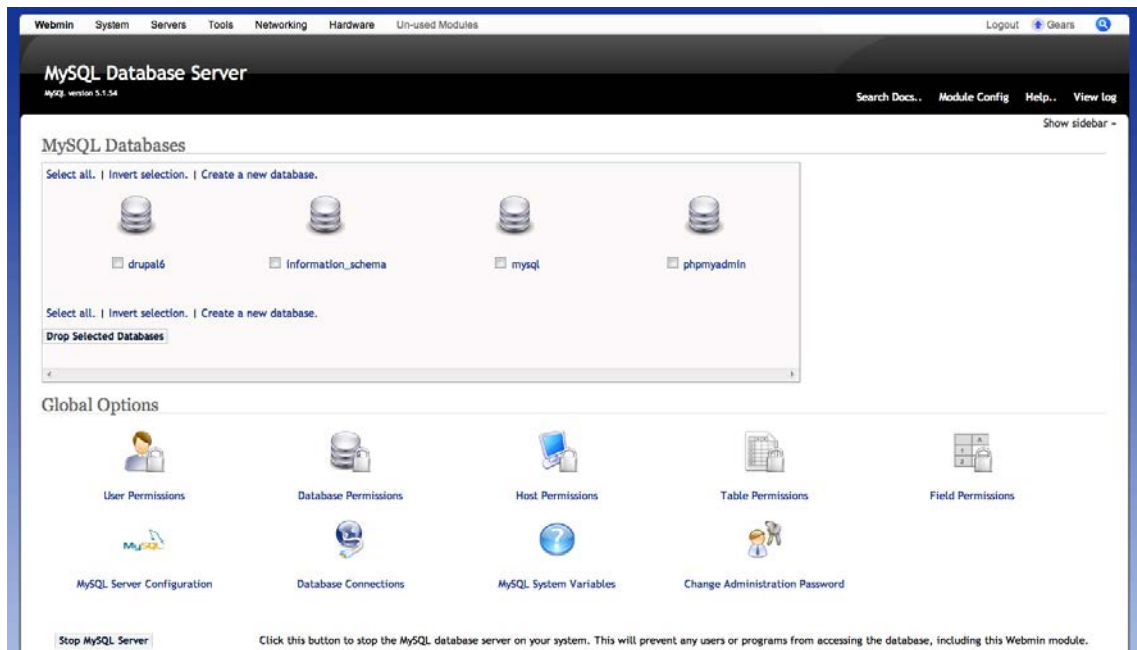 Webmin System Servers Tools Networking Hardware Un-used Modules Logout Gears
MySQL Database Server
MySQL version 5.1.54
Search Docs.. Module Config Help.. View log
Show sidebar
MySQL Databases
Select all. | Invert selection. | Create a new database.
drupal6 information_schema mysql phpmyadmin
Select all. | Invert selection. | Create a new database.
Drop Selected Databases
Global Options
User Permissions Database Permissions Host Permissions Table Permissions Field Permissions
MySQL
MySQL Server Configuration Database Connections MySQL System Variables Change Administration Password
Stop MySQL Server Click this button to stop the MySQL database server on your system. This will prevent any users or programs from accessing the database, including this Webmin module.